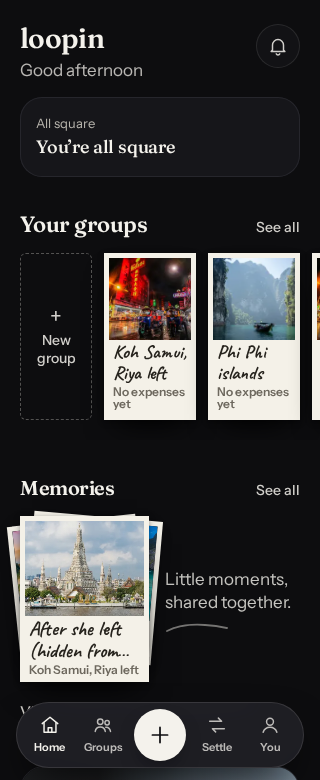 loopin
Good afternoon
All square
You’re all square
Your groups
See all
+
New
group
Koh Samui,
Riya left
No expenses
yet
Phi Phi
islands
No expenses
yet
Memories
See all
After she left
(hidden from...
Koh Samui, Riya left
Little moments,
shared together.
Home
Groups
Settle
You